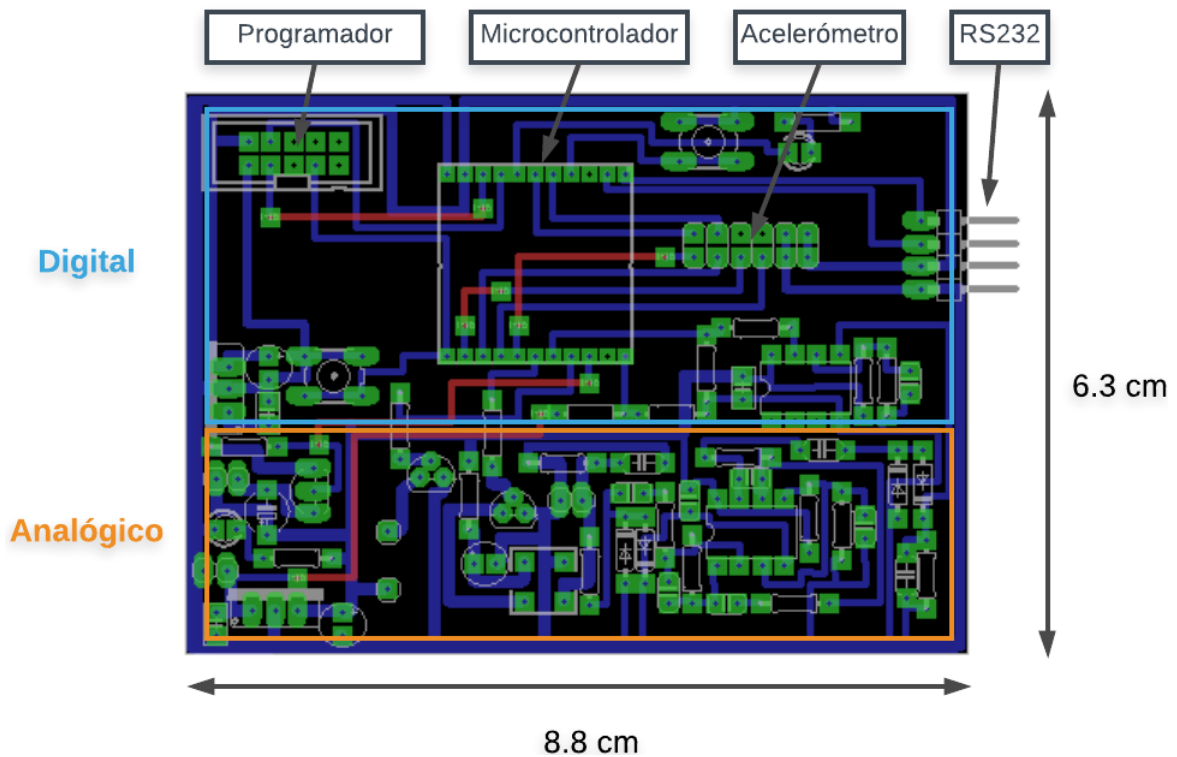 Programador
Microcontrolador
Acelerómetro
RS232
Digital
6.3 cm
Analógico
8.8 cm